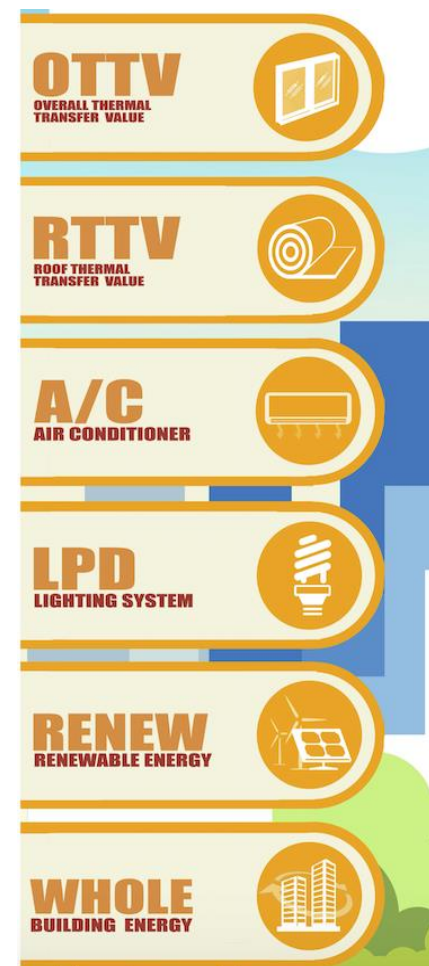 OTTV
OVERALL THERMAL
TRANSFER VALUE
RTTV
ROOF THERMAL
TRANSFER VALUE
A/C
AIR CONDITIONER
LPD
LIGHTING SYSTEM
RENEW
RENEWABLE ENERGY
WHOLE
BUILDING ENERGY